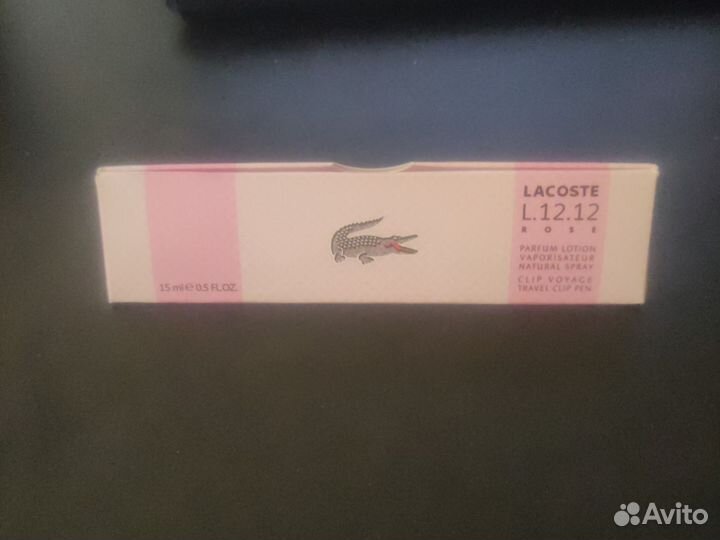 LACOSTE
L.12.12
ROSE
PARFUM LOTION
VAPORISATEUR
NATURAL SPRAY
CLIP VOYAGE
TRAVEL CLIP PEN
15 ml ℮ 0.5 FL.OZ.
Avito